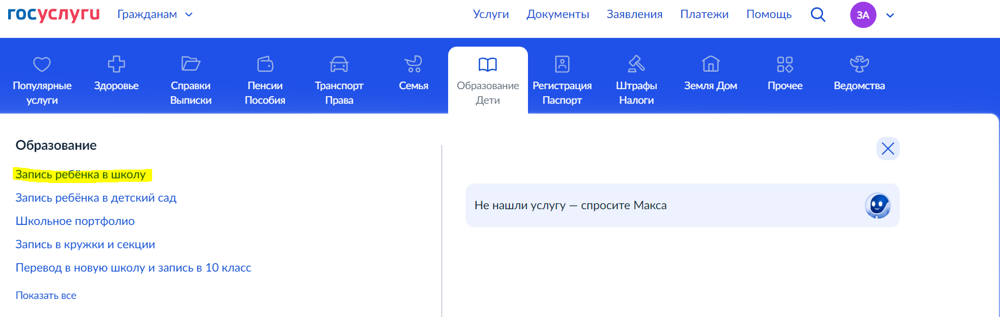 госуслуги
Гражданам
Услуги
Документы
Заявления
Платежи
Помощь
ЗА
Популярные
услуги
Здоровье
Справки
Выписки
Пенсии
Пособия
Транспорт
Права
Семья
Образование
Дети
Регистрация
Паспорт
Штрафы
Налоги
Земля Дом
Прочее
Ведомства
Образование
Запись ребёнка в школу
Запись ребёнка в детский сад
Школьное портфолио
Запись в кружки и секции
Перевод в новую школу и запись в 10 класс
Показать все
Не нашли услугу — спросите Макса